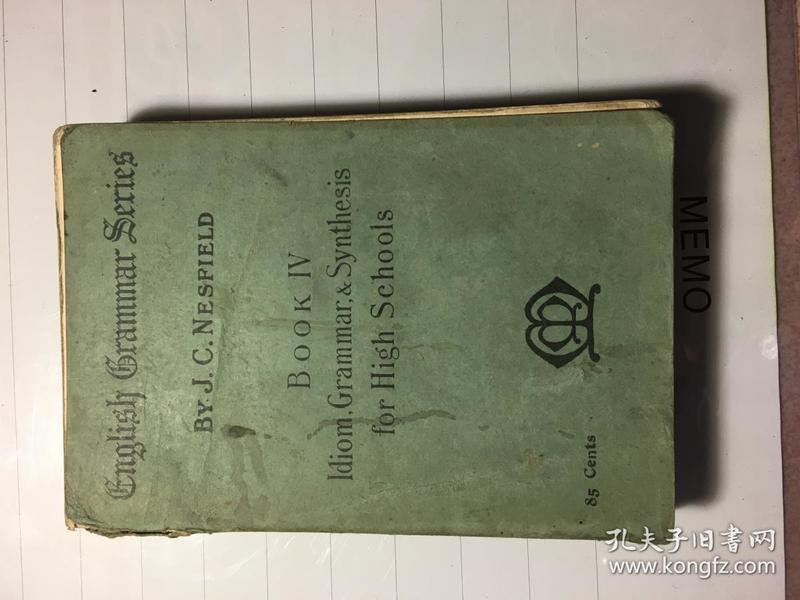 English Grammar Series
BY J. C. NESFIELD
BOOK IV
Idiom, Grammar, & Synthesis
for High Schools
85 Cents
MEMO
孔夫子旧書网
www.kongfz.com